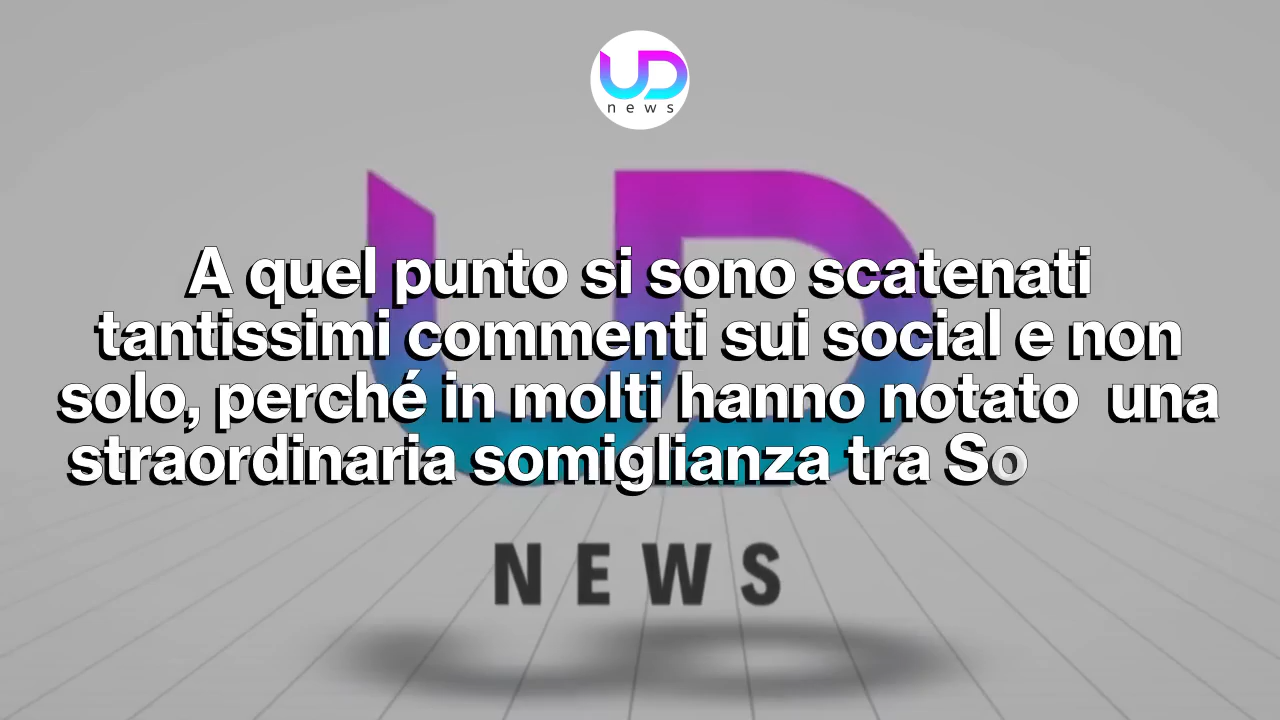 UD
news
A quel punto si sono scatenati
tantissimi commenti sui social e non
solo, perché in molti hanno notato  una
straordinaria somiglianza tra So
UD
NEWS